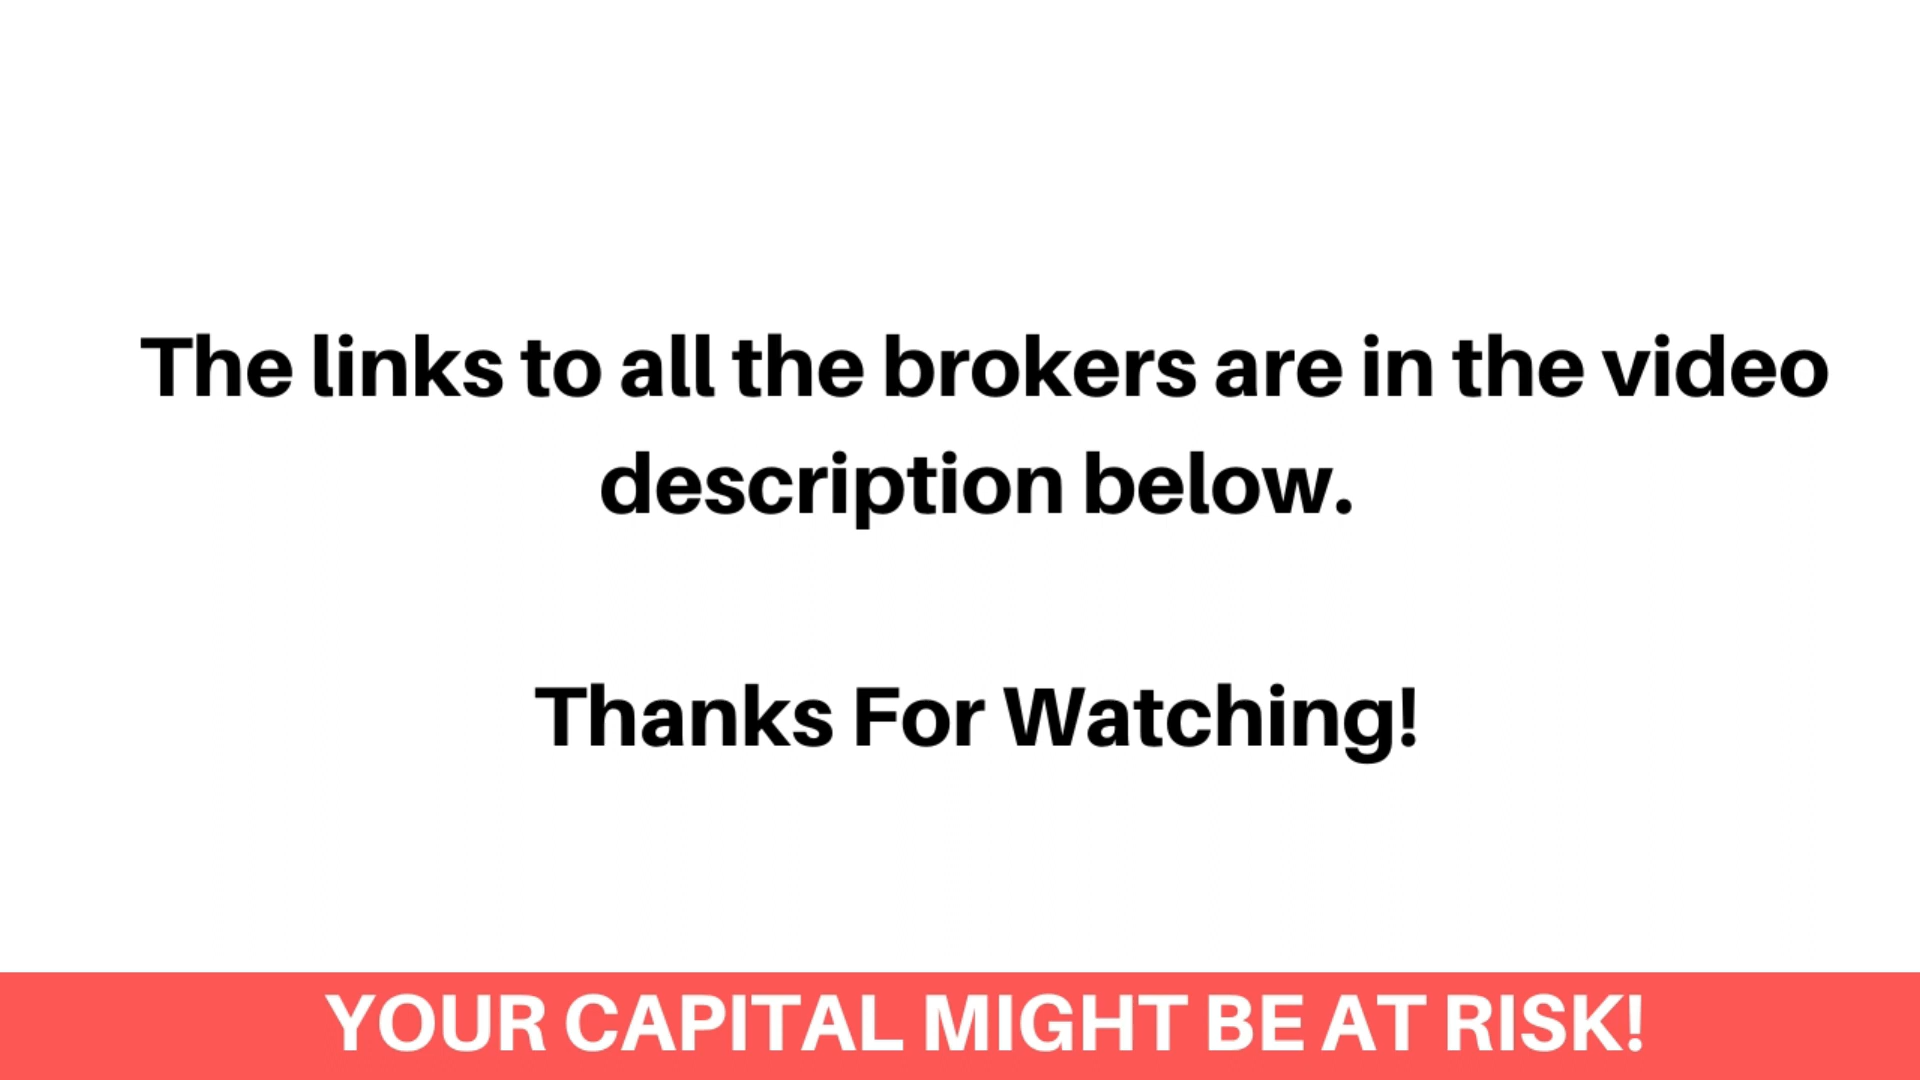 The links to all the brokers are in the video
description below.
Thanks For Watching!
YOUR CAPITAL MIGHT BE AT RISK!